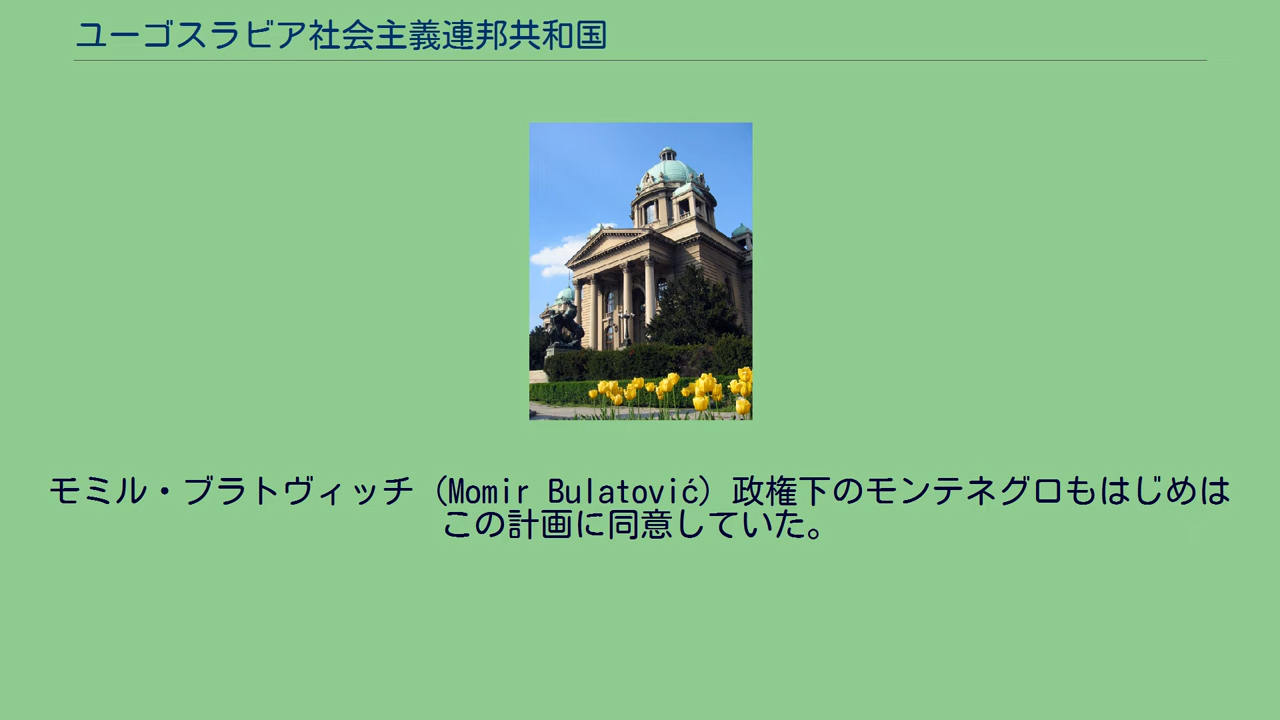 ユーゴスラビア社会主義連邦共和国
モミル・ブラトヴィッチ（Momir Bulatović）政権下のモンテネグロもはじめは
この計画に同意していた。